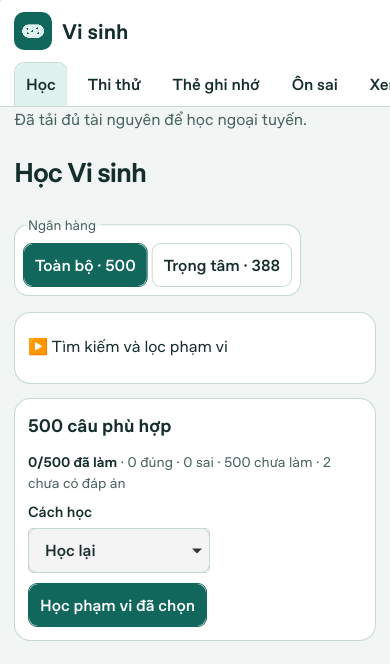 Vi sinh
Học
Thi thử
Thẻ ghi nhớ
Ôn sai
Đã tải đủ tài nguyên để học ngoại tuyến.
Học Vi sinh
Ngân hàng
Toàn bộ · 500
Trọng tâm · 388
Tìm kiếm và lọc phạm vi
500 câu phù hợp
0/500 đã làm · 0 đúng · 0 sai · 500 chưa làm · 2
chưa có đáp án
Cách học
Học lại
Học phạm vi đã chọn